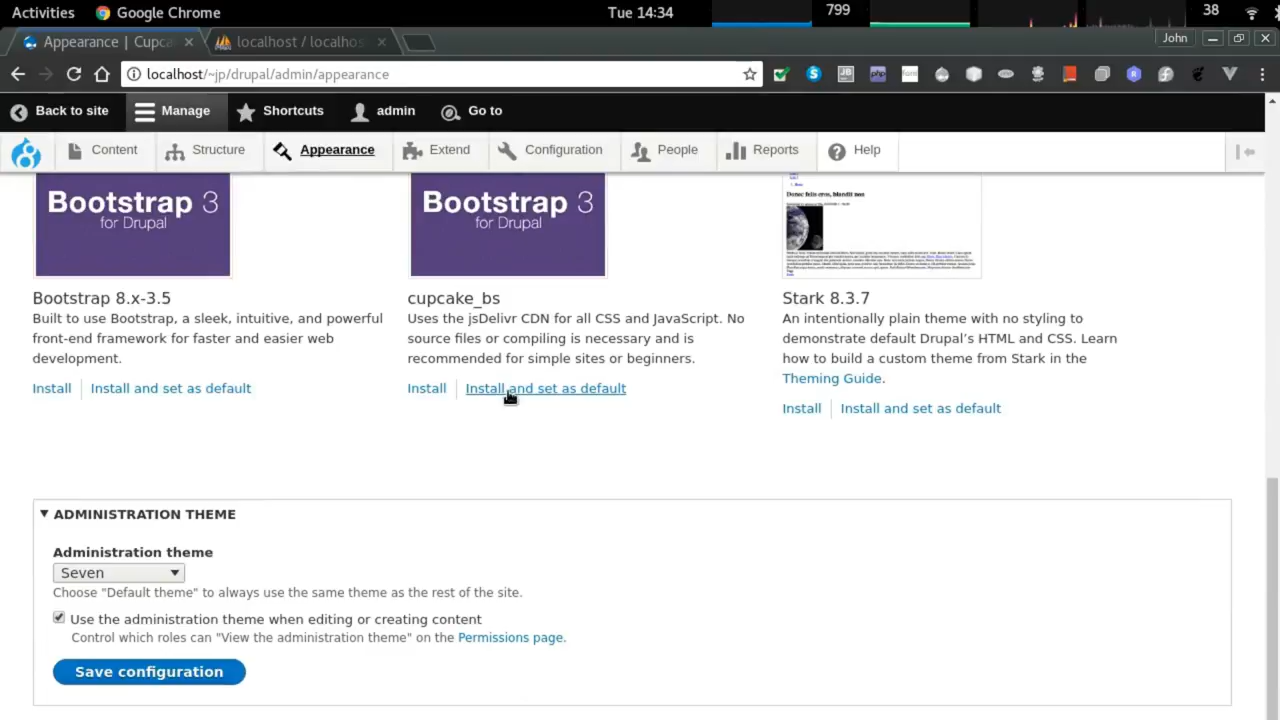 Activities
Google Chrome
Tue 14:34
799
38
Appearance | Cupca
localhost / localhos
John
localhost/~jp/drupal/admin/appearance
Back to site
Manage
Shortcuts
admin
Go to
Content
Structure
Appearance
Extend
Configuration
People
Reports
Help
Bootstrap 3
for Drupal
Bootstrap 3
for Drupal
Donec felis eros, blandit non
Bootstrap 8.x-3.5
Built to use Bootstrap, a sleek, intuitive, and powerful
front-end framework for faster and easier web
development.
Install
Install and set as default
cupcake_bs
Uses the jsDelivr CDN for all CSS and JavaScript. No
source files or compiling is necessary and is
recommended for simple sites or beginners.
Install
Install and set as default
Stark 8.3.7
An intentionally plain theme with no styling to
demonstrate default Drupal's HTML and CSS. Learn
how to build a custom theme from Stark in the
Theming Guide.
Install
Install and set as default
ADMINISTRATION THEME
Administration theme
Seven
Choose "Default theme" to always use the same theme as the rest of the site.
Use the administration theme when editing or creating content
Control which roles can "View the administration theme" on the Permissions page.
Save configuration